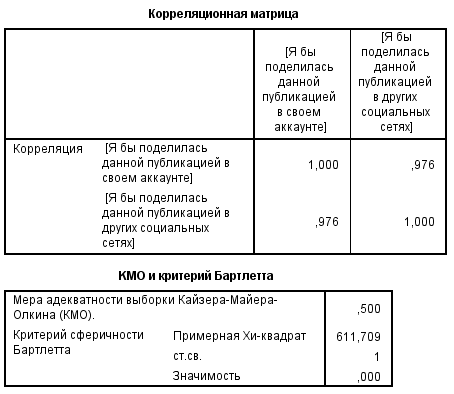 Корреляционная матрица
[Я бы
поделилась
данной
публикацией
в своем
аккаунте]
[Я бы
поделилась
данной
публикацией
в других
социальных
сетях]
Корреляция
[Я бы поделилась
данной публикацией в
своем аккаунте]
1,000
,976
[Я бы поделилась
данной публикацией в
других социальных
сетях]
,976
1,000
КМО и критерий Бартлетта
Мера адекватности выборки Кайзера-Майера-
Олкина (КМО).
,500
Критерий сферичности
Бартлетта
Примерная Хи-квадрат
611,709
ст.св.
1
Значимость
,000